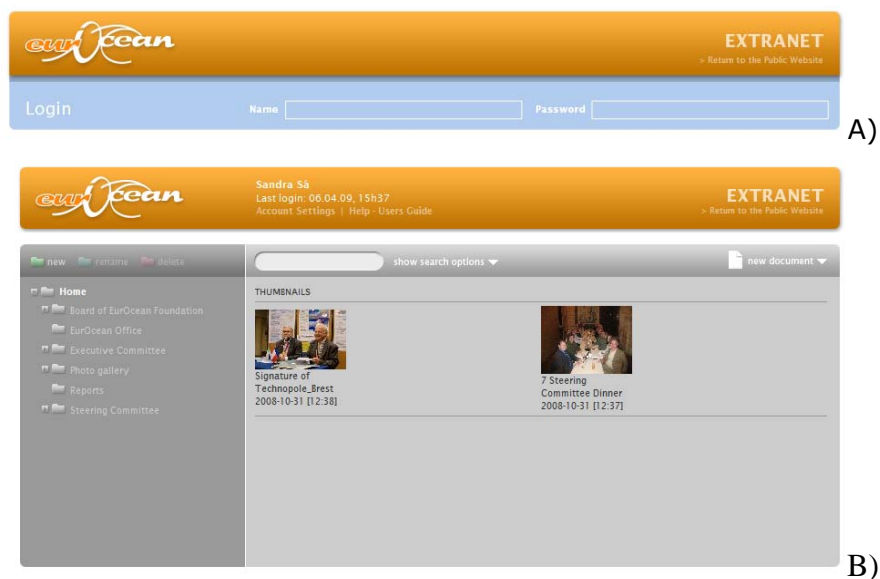 eurOcean
EXTRANET
> Return to the Public Website
Login
Name
Password
A)
eurOcean
Sandra Sá
Last login: 06.04.09, 15h37
Account Settings | Help - Users Guide
EXTRANET
> Return to the Public Website
new rename delete
show search options
new document
Home
Board of EurOcean Foundation
EurOcean Office
Executive Committee
Photo gallery
Reports
Steering Committee
THUMBNAILS
Signature of
Technopole_Brest
2008-10-31 [12:38]
7 Steering
Committee Dinner
2008-10-31 [12:37]
B)